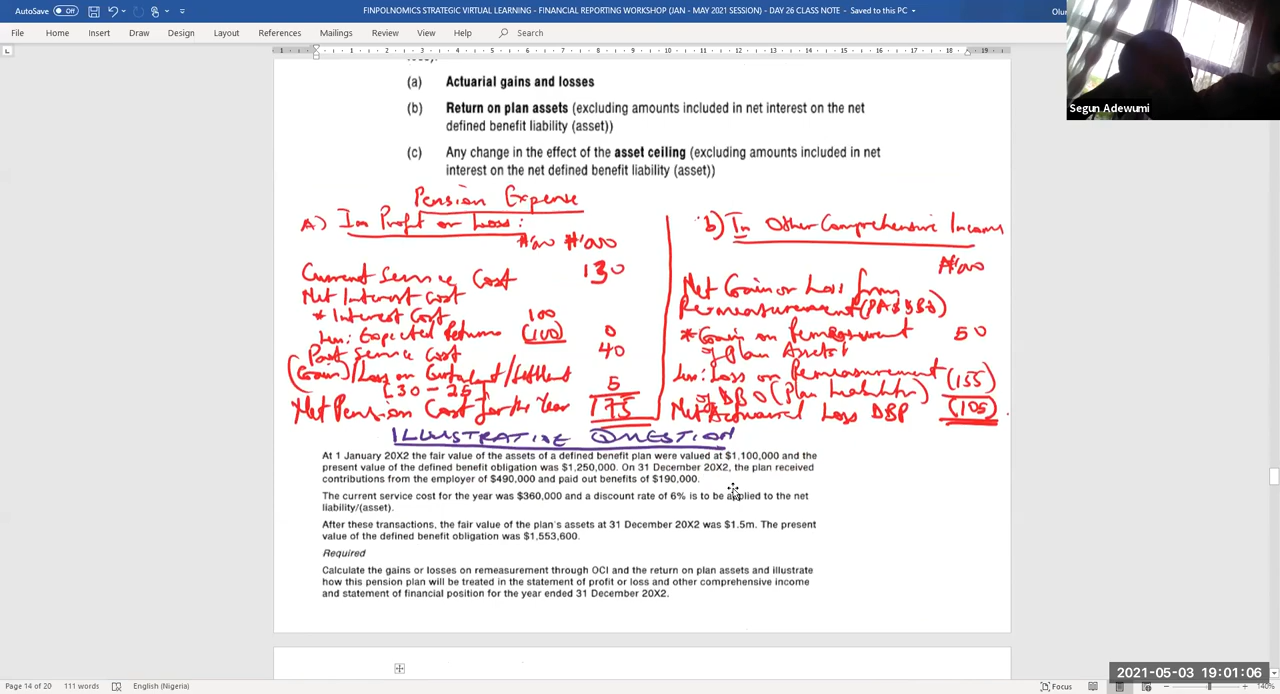 AutoSave Off
FINPOLNOMICS STRATEGIC VIRTUAL LEARNING - FINANCIAL REPORTING WORKSHOP (JAN - MAY 2021 SESSION) - DAY 26 CLASS NOTE - Saved to this PC
Olu
File Home Insert Draw Design Layout References Mailings Review View Help Search
Segun Adewumi
(a) Actuarial gains and losses
(b) Return on plan assets (excluding amounts included in net interest on the net
defined benefit liability (asset))
(c) Any change in the effect of the asset ceiling (excluding amounts included in net
interest on the net defined benefit liability (asset))
Pension Expense
A) In Profit or Loss:
₦'000 ₦'000
Current Service Cost 130
Net Interest Cost
* Interest Cost 100
Less: Expected Returns (100) 0
Past Service Cost 40
(Gain)/Loss on Curtailment/Settlement 5
[30 - 25]
Net Pension Cost for the Year 175
b) In Other Comprehensive Income
₦'000
Net Gain or Loss from
Remeasurement (PA & DBO)
* Gain on Remeasurement 50
of Plan Assets
Less: Loss on Remeasurement (155)
of DBO (Plan Liability)
Net Actuarial Loss DBP (105)
ILLUSTRATIVE QUESTION
At 1 January 20X2 the fair value of the assets of a defined benefit plan were valued at $1,100,000 and the
present value of the defined benefit obligation was $1,250,000. On 31 December 20X2, the plan received
contributions from the employer of $490,000 and paid out benefits of $190,000.
The current service cost for the year was $360,000 and a discount rate of 6% is to be applied to the net
liability/(asset).
After these transactions, the fair value of the plan's assets at 31 December 20X2 was $1.5m. The present
value of the defined benefit obligation was $1,553,600.
Required
Calculate the gains or losses on remeasurement through OCI and the return on plan assets and illustrate
how this pension plan will be treated in the statement of profit or loss and other comprehensive income
and statement of financial position for the year ended 31 December 20X2.
2021-05-03 19:01:06
Page 14 of 20 111 words English (Nigeria) Focus 140%